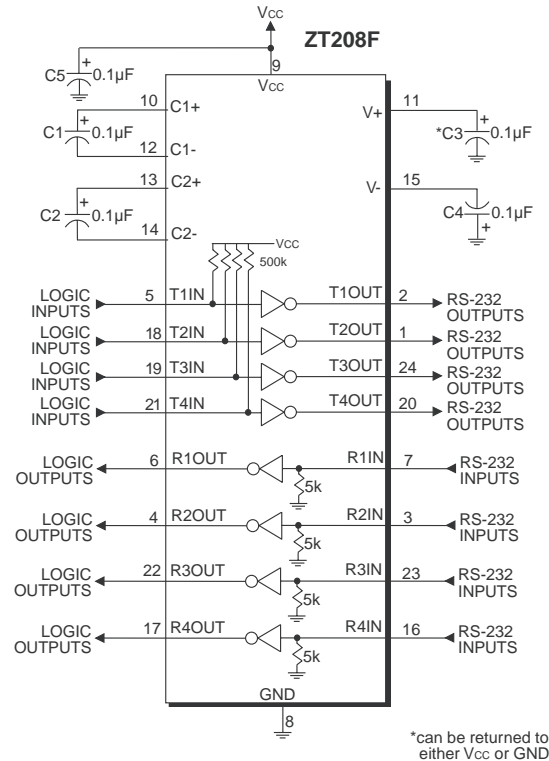 Vcc
ZT208F
9
Vcc
C5
+
0.1µF
10
C1+
C1
+
0.1µF
12
C1-
13
C2+
C2
+
0.1µF
14
C2-
V+
11
*C3
+
0.1µF
V-
15
C4
0.1µF
+
Vcc
500k
LOGIC
INPUTS
5
T1IN
T1OUT
2
RS-232
OUTPUTS
LOGIC
INPUTS
18
T2IN
T2OUT
1
RS-232
OUTPUTS
LOGIC
INPUTS
19
T3IN
T3OUT
24
RS-232
OUTPUTS
LOGIC
INPUTS
21
T4IN
T4OUT
20
RS-232
OUTPUTS
LOGIC
OUTPUTS
6
R1OUT
R1IN
7
RS-232
INPUTS
5k
LOGIC
OUTPUTS
4
R2OUT
R2IN
3
RS-232
INPUTS
5k
LOGIC
OUTPUTS
22
R3OUT
R3IN
23
RS-232
INPUTS
5k
LOGIC
OUTPUTS
17
R4OUT
R4IN
16
RS-232
INPUTS
5k
GND
8
*can be returned to
either Vcc or GND